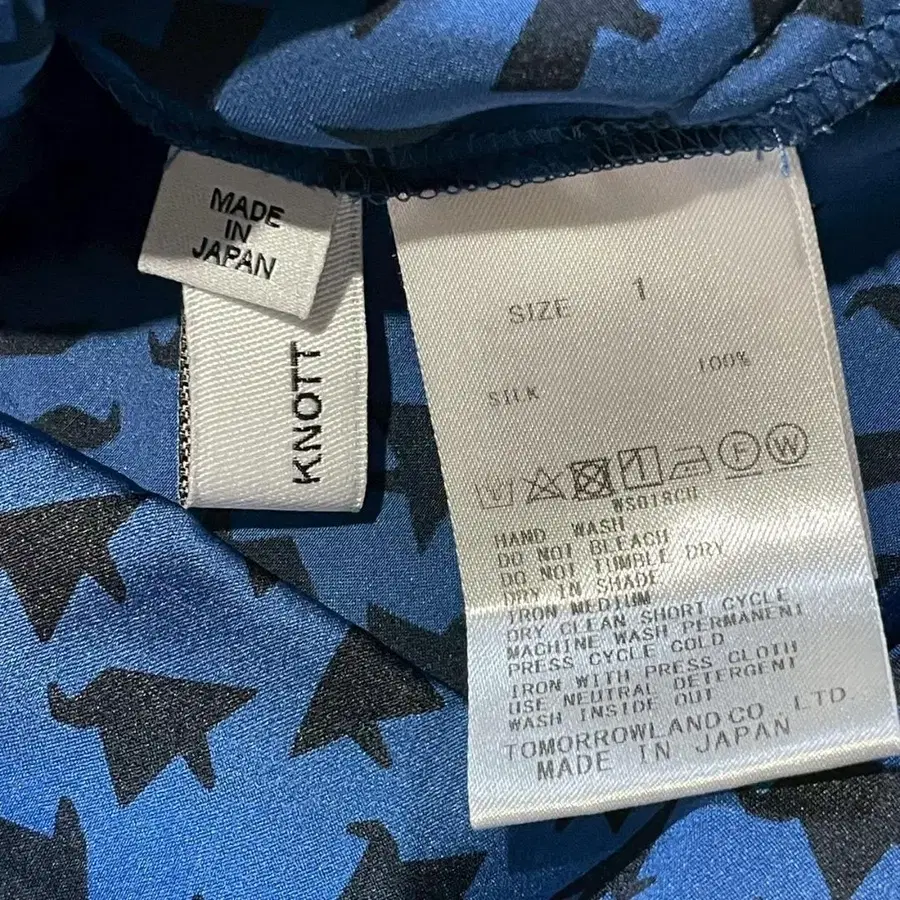 MADE
IN
JAPAN
KNOTT
SIZE 1
SILK 100%
W
WS018CH
HAND WASH
DO NOT BLEACH
DO NOT TUMBLE DRY
DRY IN SHADE
IRON MEDIUM
DRY CLEAN SHORT CYCLE
MACHINE WASH PERMANENT
PRESS CYCLE COLD
IRON WITH PRESS CLOTH
USE NEUTRAL DETERGENT
WASH INSIDE OUT
TOMORROWLAND CO., LTD.
MADE IN JAPAN